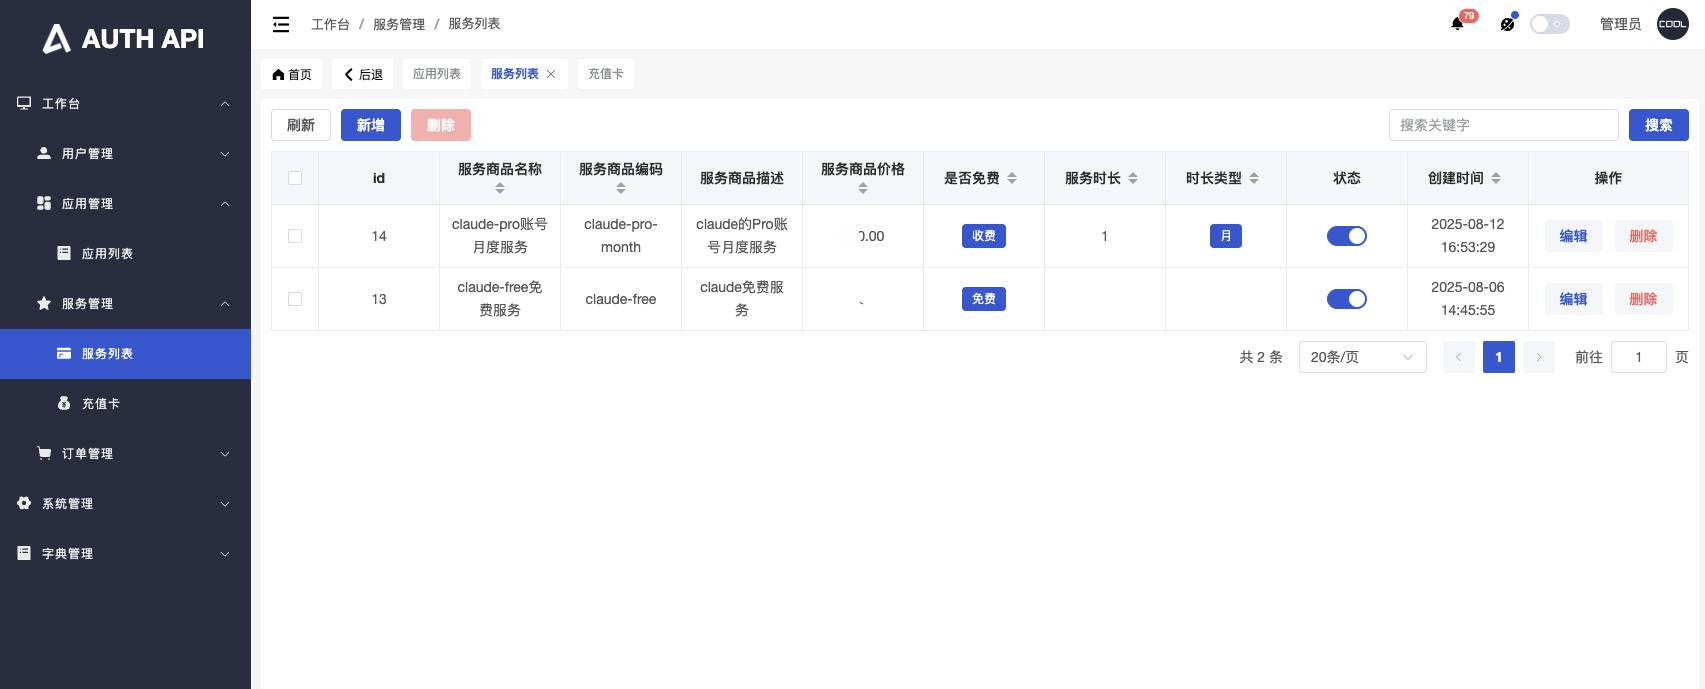 AUTH API
工作台
用户管理
应用管理
应用列表
服务管理
服务列表
充值卡
订单管理
系统管理
字典管理
工作台 / 服务管理 / 服务列表
79
管理员
COOL
首页
后退
应用列表
服务列表
充值卡
刷新
新增
删除
搜索关键字
搜索
id
服务商品名称
服务商品编码
服务商品描述
服务商品价格
是否免费
服务时长
时长类型
状态
创建时间
操作
14
claude-pro账号
月度服务
claude-pro-
month
claude的Pro账
号月度服务
0.00
收费
1
月
2025-08-12
16:53:29
编辑
删除
13
claude-free免
费服务
claude-free
claude免费服
务
免费
2025-08-06
14:45:55
编辑
删除
共 2 条
20条/页
1
前往
1
页